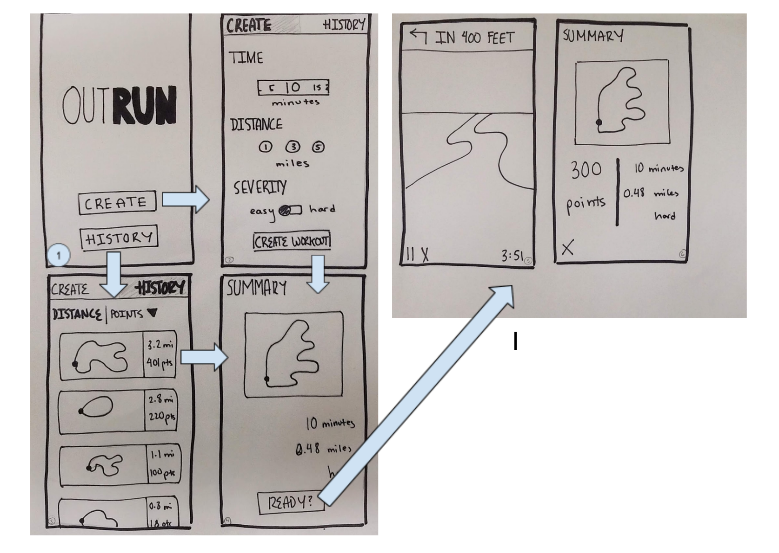 OUTRUN
CREATE
HISTORY
1
CREATE HISTORY
TIME
5 10 15
minutes
DISTANCE
1 3 5
miles
SEVERITY
easy hard
CREATE WORKOUT
CREATE HISTORY
DISTANCE | POINTS ▼
3.2 mi
401 pts
2.8 mi
220 pts
1.1 mi
100 pts
0.8 mi
18 pts
SUMMARY
10 minutes
0.48 miles
h
READY?
IN 400 FEET
3:51
SUMMARY
300
points
10 minutes
0.48 miles
hard
X